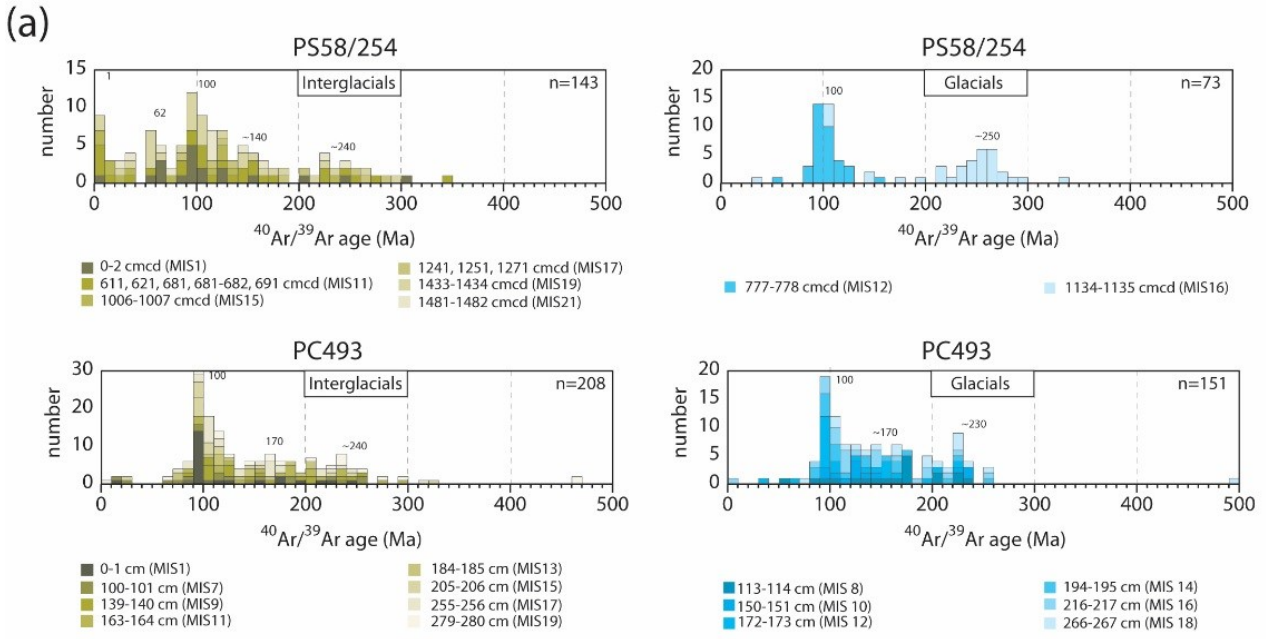 (a)
PS58/254
15
10
5
0
number
1
62
100
~140
~240
Interglacials
n=143
0 100 200 300 400 500
40Ar/39Ar age (Ma)
0-2 cmcd (MIS1)
611, 621, 681, 681-682, 691 cmcd (MIS11)
1006-1007 cmcd (MIS15)
1241, 1251, 1271 cmcd (MIS17)
1433-1434 cmcd (MIS19)
1481-1482 cmcd (MIS21)
PS58/254
20
15
10
5
0
number
100
~250
Glacials
n=73
0 100 200 300 400 500
40Ar/39Ar age (Ma)
777-778 cmcd (MIS12)
1134-1135 cmcd (MIS16)
PC493
30
20
10
0
number
100
170
~240
Interglacials
n=208
0 100 200 300 400 500
40Ar/39Ar age (Ma)
0-1 cm (MIS1)
100-101 cm (MIS7)
139-140 cm (MIS9)
163-164 cm (MIS11)
184-185 cm (MIS13)
205-206 cm (MIS15)
255-256 cm (MIS17)
279-280 cm (MIS19)
PC493
20
15
10
5
0
number
100
~170
~230
Glacials
n=151
0 100 200 300 400 500
40Ar/39Ar age (Ma)
113-114 cm (MIS 8)
150-151 cm (MIS 10)
172-173 cm (MIS 12)
194-195 cm (MIS 14)
216-217 cm (MIS 16)
266-267 cm (MIS 18)